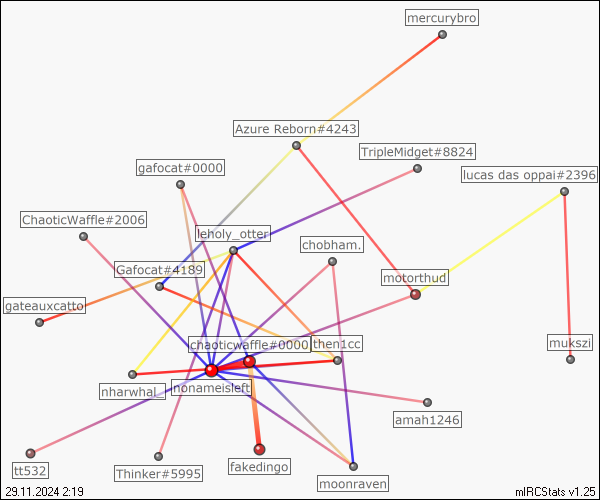 mercurybro
Azure Reborn#4243
TripleMidget#8824
gafocat#0000
lucas das oppai#2396
ChaoticWaffle#2006
leholy_otter
chobham.
Gafocat#4189
motorthud
gateauxcatto
chaoticwaffle#0000
then1cc
mukszi
nonameisleft
nharwhal_
amah1246
tt532
Thinker#5995
fakedingo
moonraven
29.11.2024 2:19
mIRCStats v1.25